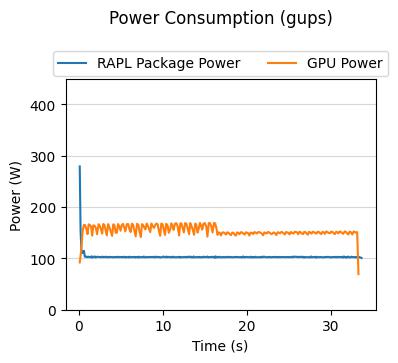 Power Consumption (gups)
RAPL Package Power
GPU Power
Power (W)
400
300
200
100
0
0
10
20
30
Time (s)